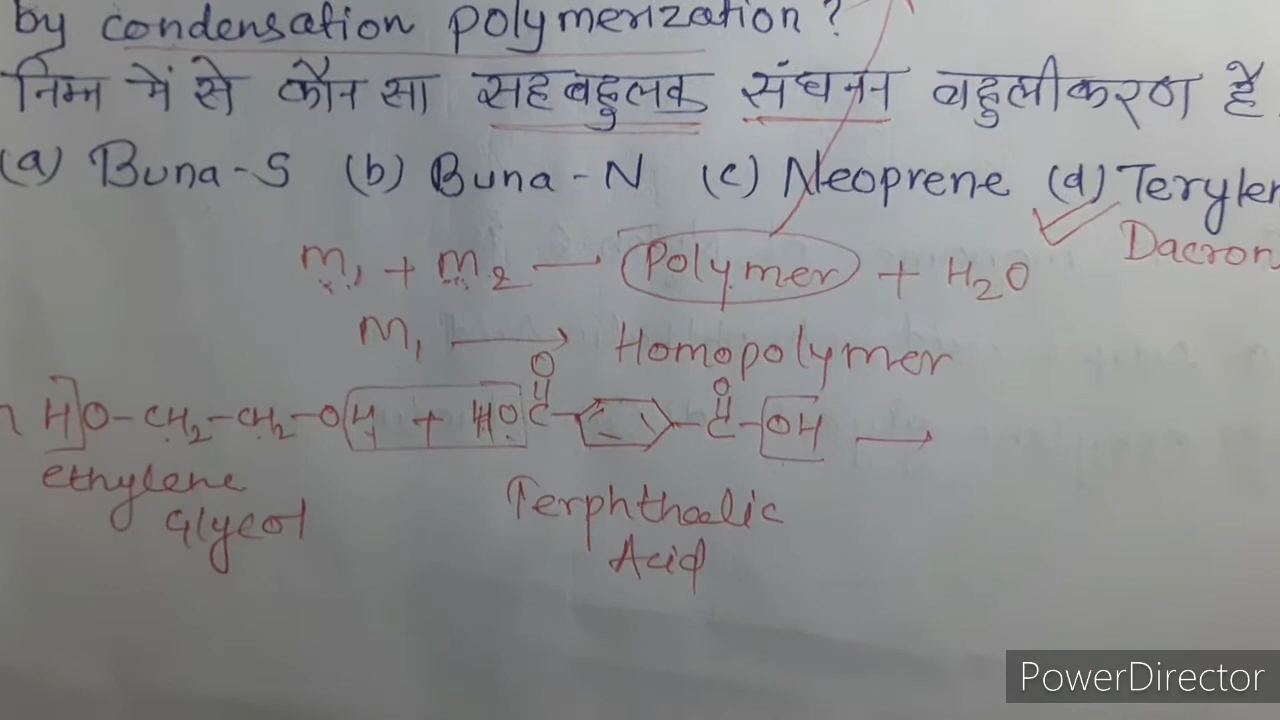 by condensation polymerization?
निम्न में से कौन सा सहबहुलक संघनन बहुलीकरण है
(a) Buna-S (b) Buna-N (c) Neoprene (d) Terylen
Dacron
M₁ + M₂ — Polymer + H₂O
M₁ ⟶ Homopolymer
n HO-CH₂-CH₂-OH + HO C(=O)-⌬-C(=O)-OH ⟶
ethylene
Glycol
Terphthalic
Acid
PowerDirector